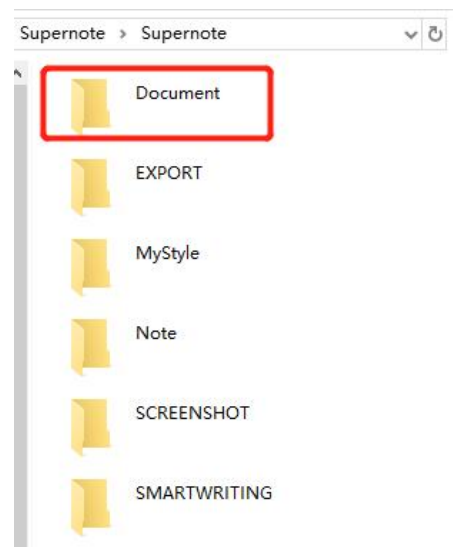 Supernote > Supernote
Document
EXPORT
MyStyle
Note
SCREENSHOT
SMARTWRITING